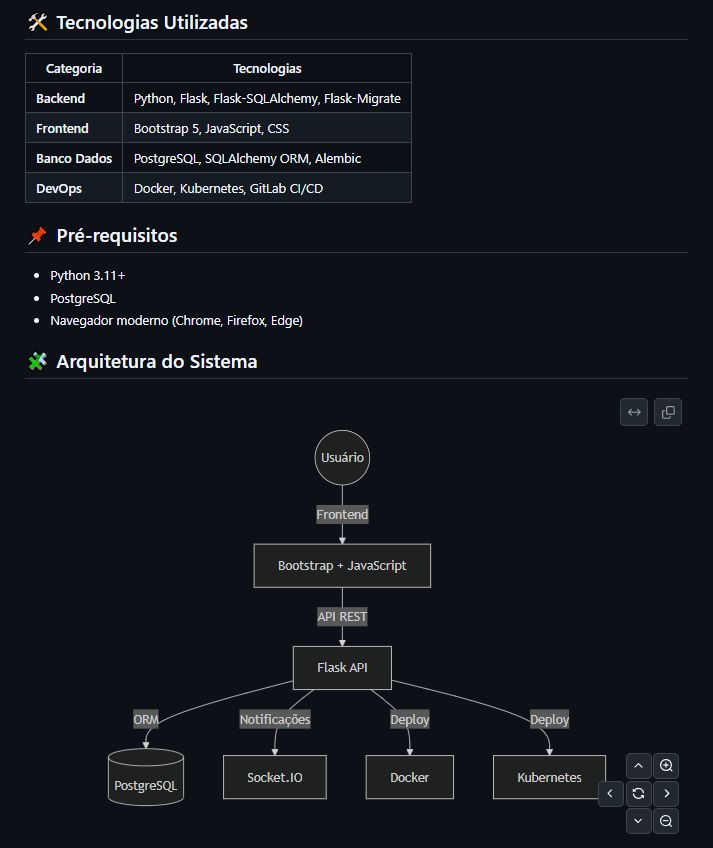 🛠️ Tecnologias Utilizadas
Categoria Tecnologias
Backend Python, Flask, Flask-SQLAlchemy, Flask-Migrate
Frontend Bootstrap 5, JavaScript, CSS
Banco Dados PostgreSQL, SQLAlchemy ORM, Alembic
DevOps Docker, Kubernetes, GitLab CI/CD
📌 Pré-requisitos
• Python 3.11+
• PostgreSQL
• Navegador moderno (Chrome, Firefox, Edge)
🧩 Arquitetura do Sistema
Usuário
Frontend
Bootstrap + JavaScript
API REST
Flask API
ORM Notificações Deploy Deploy
PostgreSQL Socket.IO Docker Kubernetes